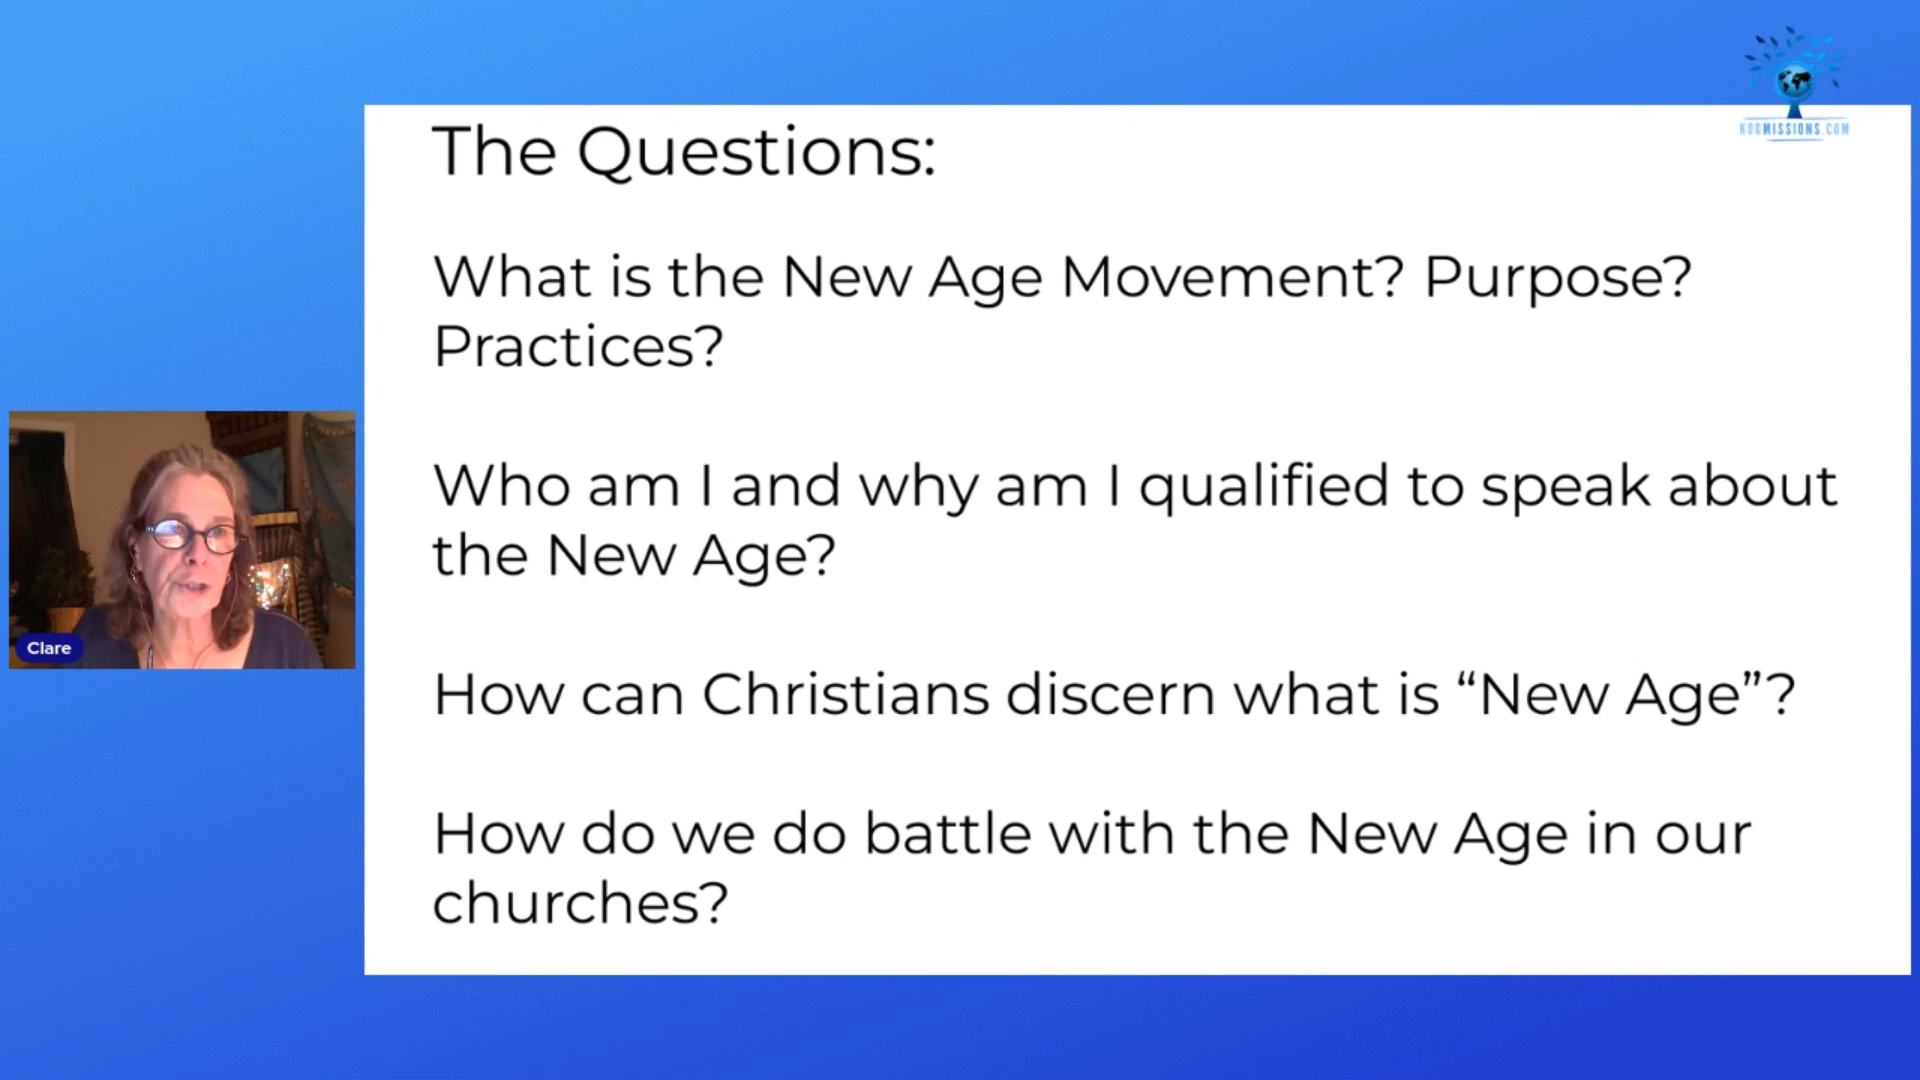 KOGMISSIONS.COM
The Questions:
What is the New Age Movement? Purpose?
Practices?
Who am I and why am I qualified to speak about
the New Age?
How can Christians discern what is “New Age”?
How do we do battle with the New Age in our
churches?
Clare